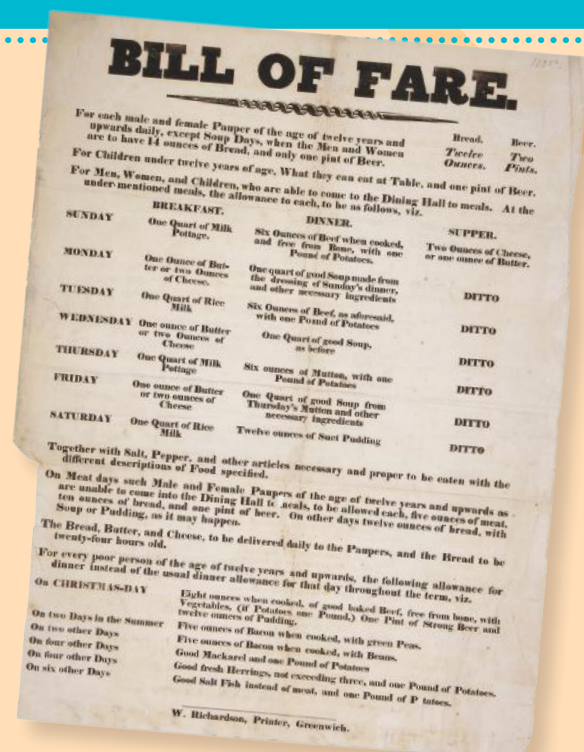 BILL OF FARE.
For each male and female Pauper of the age of twelve years and
upwards daily, except Soup Days, when the Men and Women
are to have 14 ounces of Bread, and only one pint of Beer.
Bread. Beer.
Twelve Two
Ounces. Pints.
For Children under twelve years of age, What they can eat at Table, and one pint of Beer.
For Men, Women, and Children, who are able to come to the Dining Hall to meals. At the
under-mentioned meals, the allowance to each, to be as follows, viz.
BREAKFAST. DINNER. SUPPER.
SUNDAY
One Quart of Milk
Pottage.
Six Ounces of Beef when cooked,
and free from Bone, with one
Pound of Potatoes.
Two Ounces of Cheese,
or one ounce of Butter.
MONDAY
One Ounce of But-
ter or two Ounces
of Cheese.
One quart of good Soup made from
the dressing of Sunday's dinner,
and other necessary ingredients
DITTO
TUESDAY
One Quart of Rice
Milk
Six Ounces of Beef, as aforesaid,
with one Pound of Potatoes
DITTO
WEDNESDAY
One ounce of Butter
or two Ounces of
Cheese
One Quart of good Soup,
as before
DITTO
THURSDAY
One Quart of Milk
Pottage
Six ounces of Mutton, with one
Pound of Potatoes
DITTO
FRIDAY
One ounce of Butter
or two ounces of
Cheese
One Quart of good Soup from
Thursday's Mutton and other
necessary ingredients
DITTO
SATURDAY
One Quart of Rice
Milk
Twelve ounces of Suet Pudding
DITTO
Together with Salt, Pepper, and other articles necessary and proper to be eaten with the
different descriptions of Food specified.
On Meat days such Male and Female Paupers of the age of twelve years and upwards as
are unable to come into the Dining Hall to meals, to be allowed each, five ounces of meat,
ten ounces of bread, and one pint of beer. On other days twelve ounces of bread, with
Soup or Pudding, as it may happen.
The Bread, Butter, and Cheese, to be delivered daily to the Paupers, and the Bread to be
twenty-four hours old.
For every poor person of the age of twelve years and upwards, the following allowance for
dinner instead of the usual dinner allowance for that day throughout the term, viz.
On CHRISTMAS-DAY
Eight ounces when cooked, of good baked Beef, free from bone, with
Vegetables, (if Potatoes one Pound,) One Pint of Strong Beer and
twelve ounces of Pudding.
On two Days in the Summer Five ounces of Bacon when cooked, with green Peas.
On two other Days Five ounces of Bacon when cooked, with Beans.
On four other Days Good Mackarel and one Pound of Potatoes
On four other Days Good fresh Herrings, not exceeding three, and one Pound of Potatoes.
On six other Days Good Salt Fish instead of meat, and one Pound of P tatoes.
W. Richardson, Printer, Greenwich.